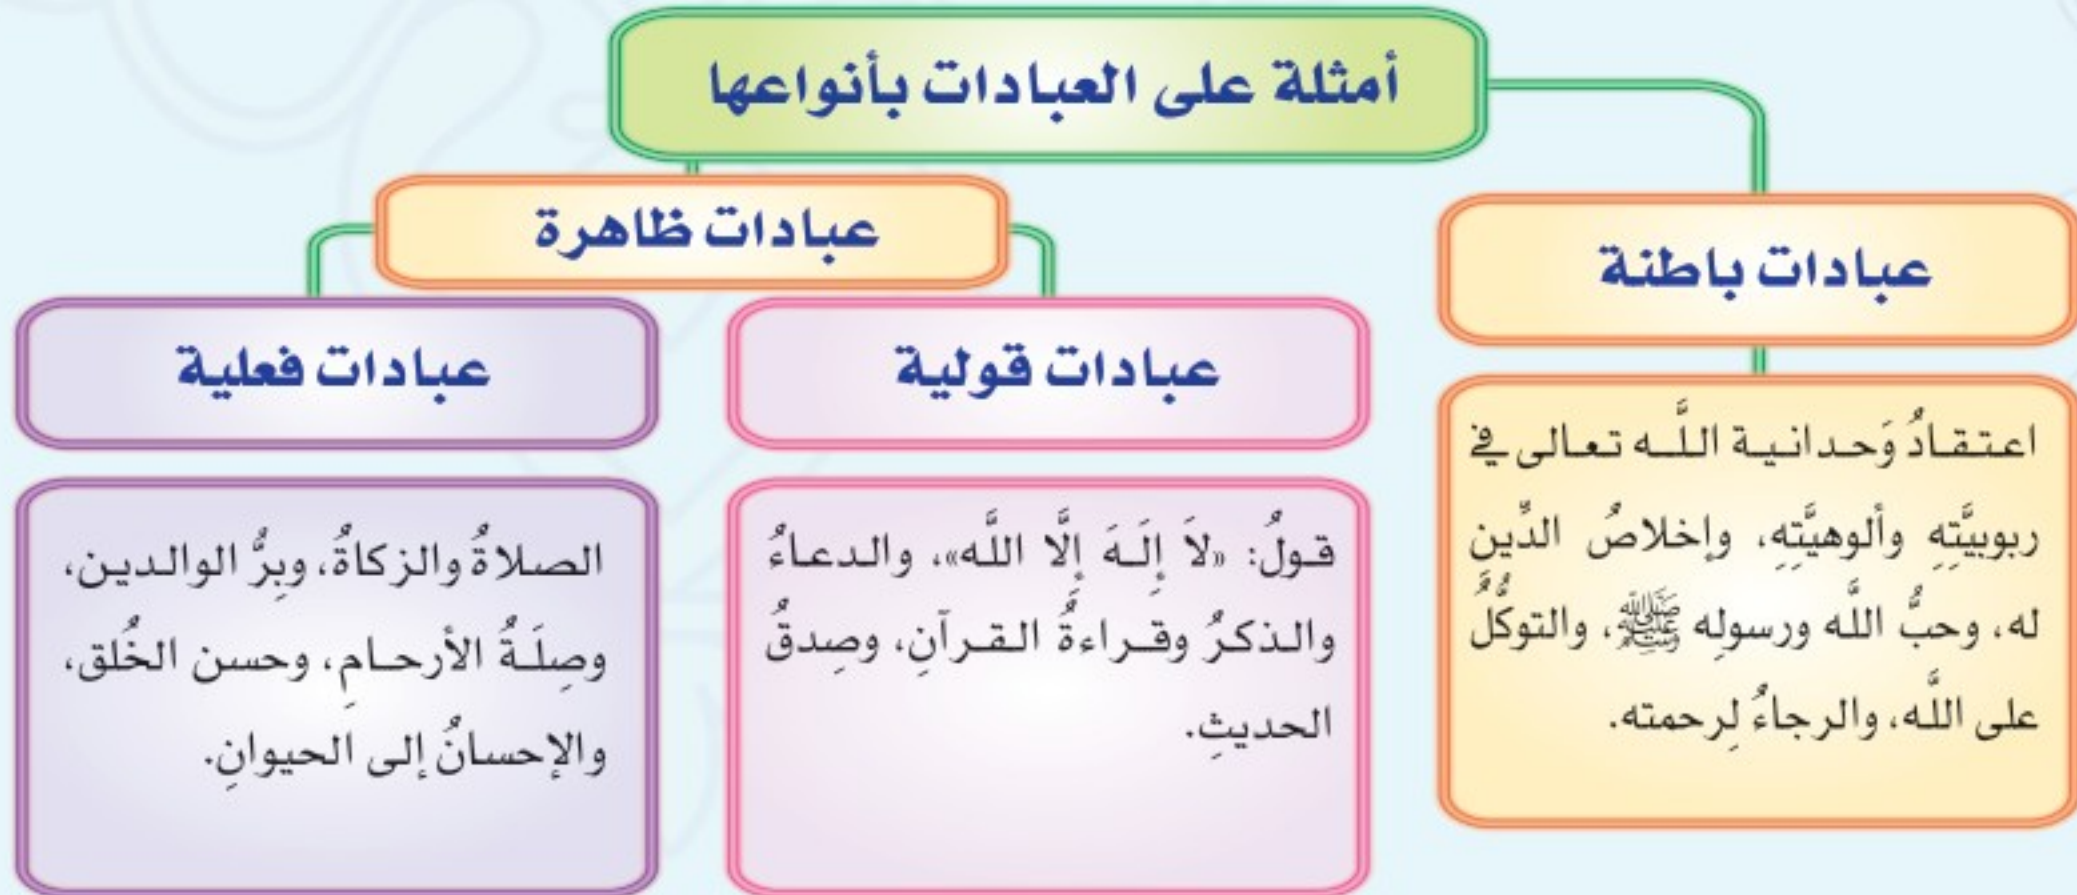 أمثلة على العبادات بأنواعها
عبادات باطنة
اعتقادُ وَحدانية اللَّه تعالى في
ربوبيَّتِهِ وألوهيَّتِهِ، وإخلاصُ الدَّينِ
له، وحبُّ اللَّه ورسولِه ﷺ، والتوكُّلُ
على اللَّه، والرجاءُ لِرحمته.
عبادات ظاهرة
عبادات قولية
قولُ: «لاَ إِلَهَ إِلَّا اللَّه»، والدعاءُ
والذكرُ وقراءةُ القرآنِ، وصِدقُ
الحديثِ.
عبادات فعلية
الصلاةُ والزكاةُ، وبِرُّ الوالدين،
وصِلَةُ الأرحامِ، وحسن الخُلق،
والإحسانُ إلى الحيوانِ.